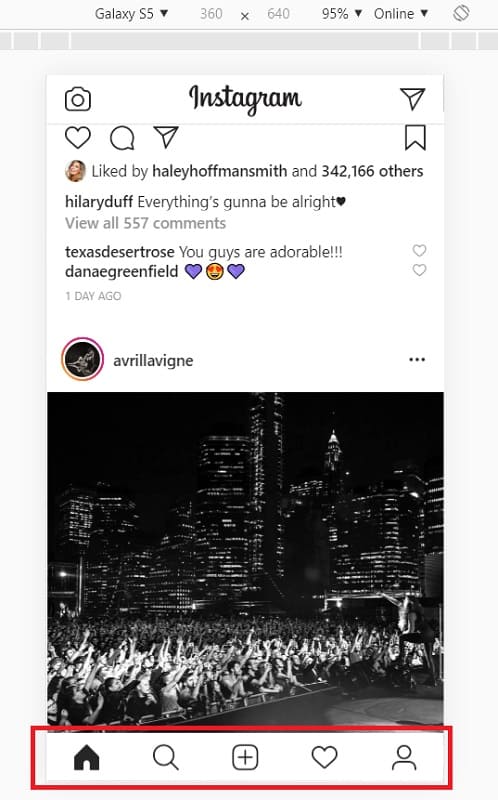 Galaxy S5 ▼ 360 × 640 95% ▼ Online ▼
Instagram
Liked by haleyhoffmansmith and 342,166 others
hilaryduff Everything's gunna be alright♥
View all 557 comments
texasdesertrose You guys are adorable!!!
danaegreenfield 💜😍💜
1 DAY AGO
avrillavigne